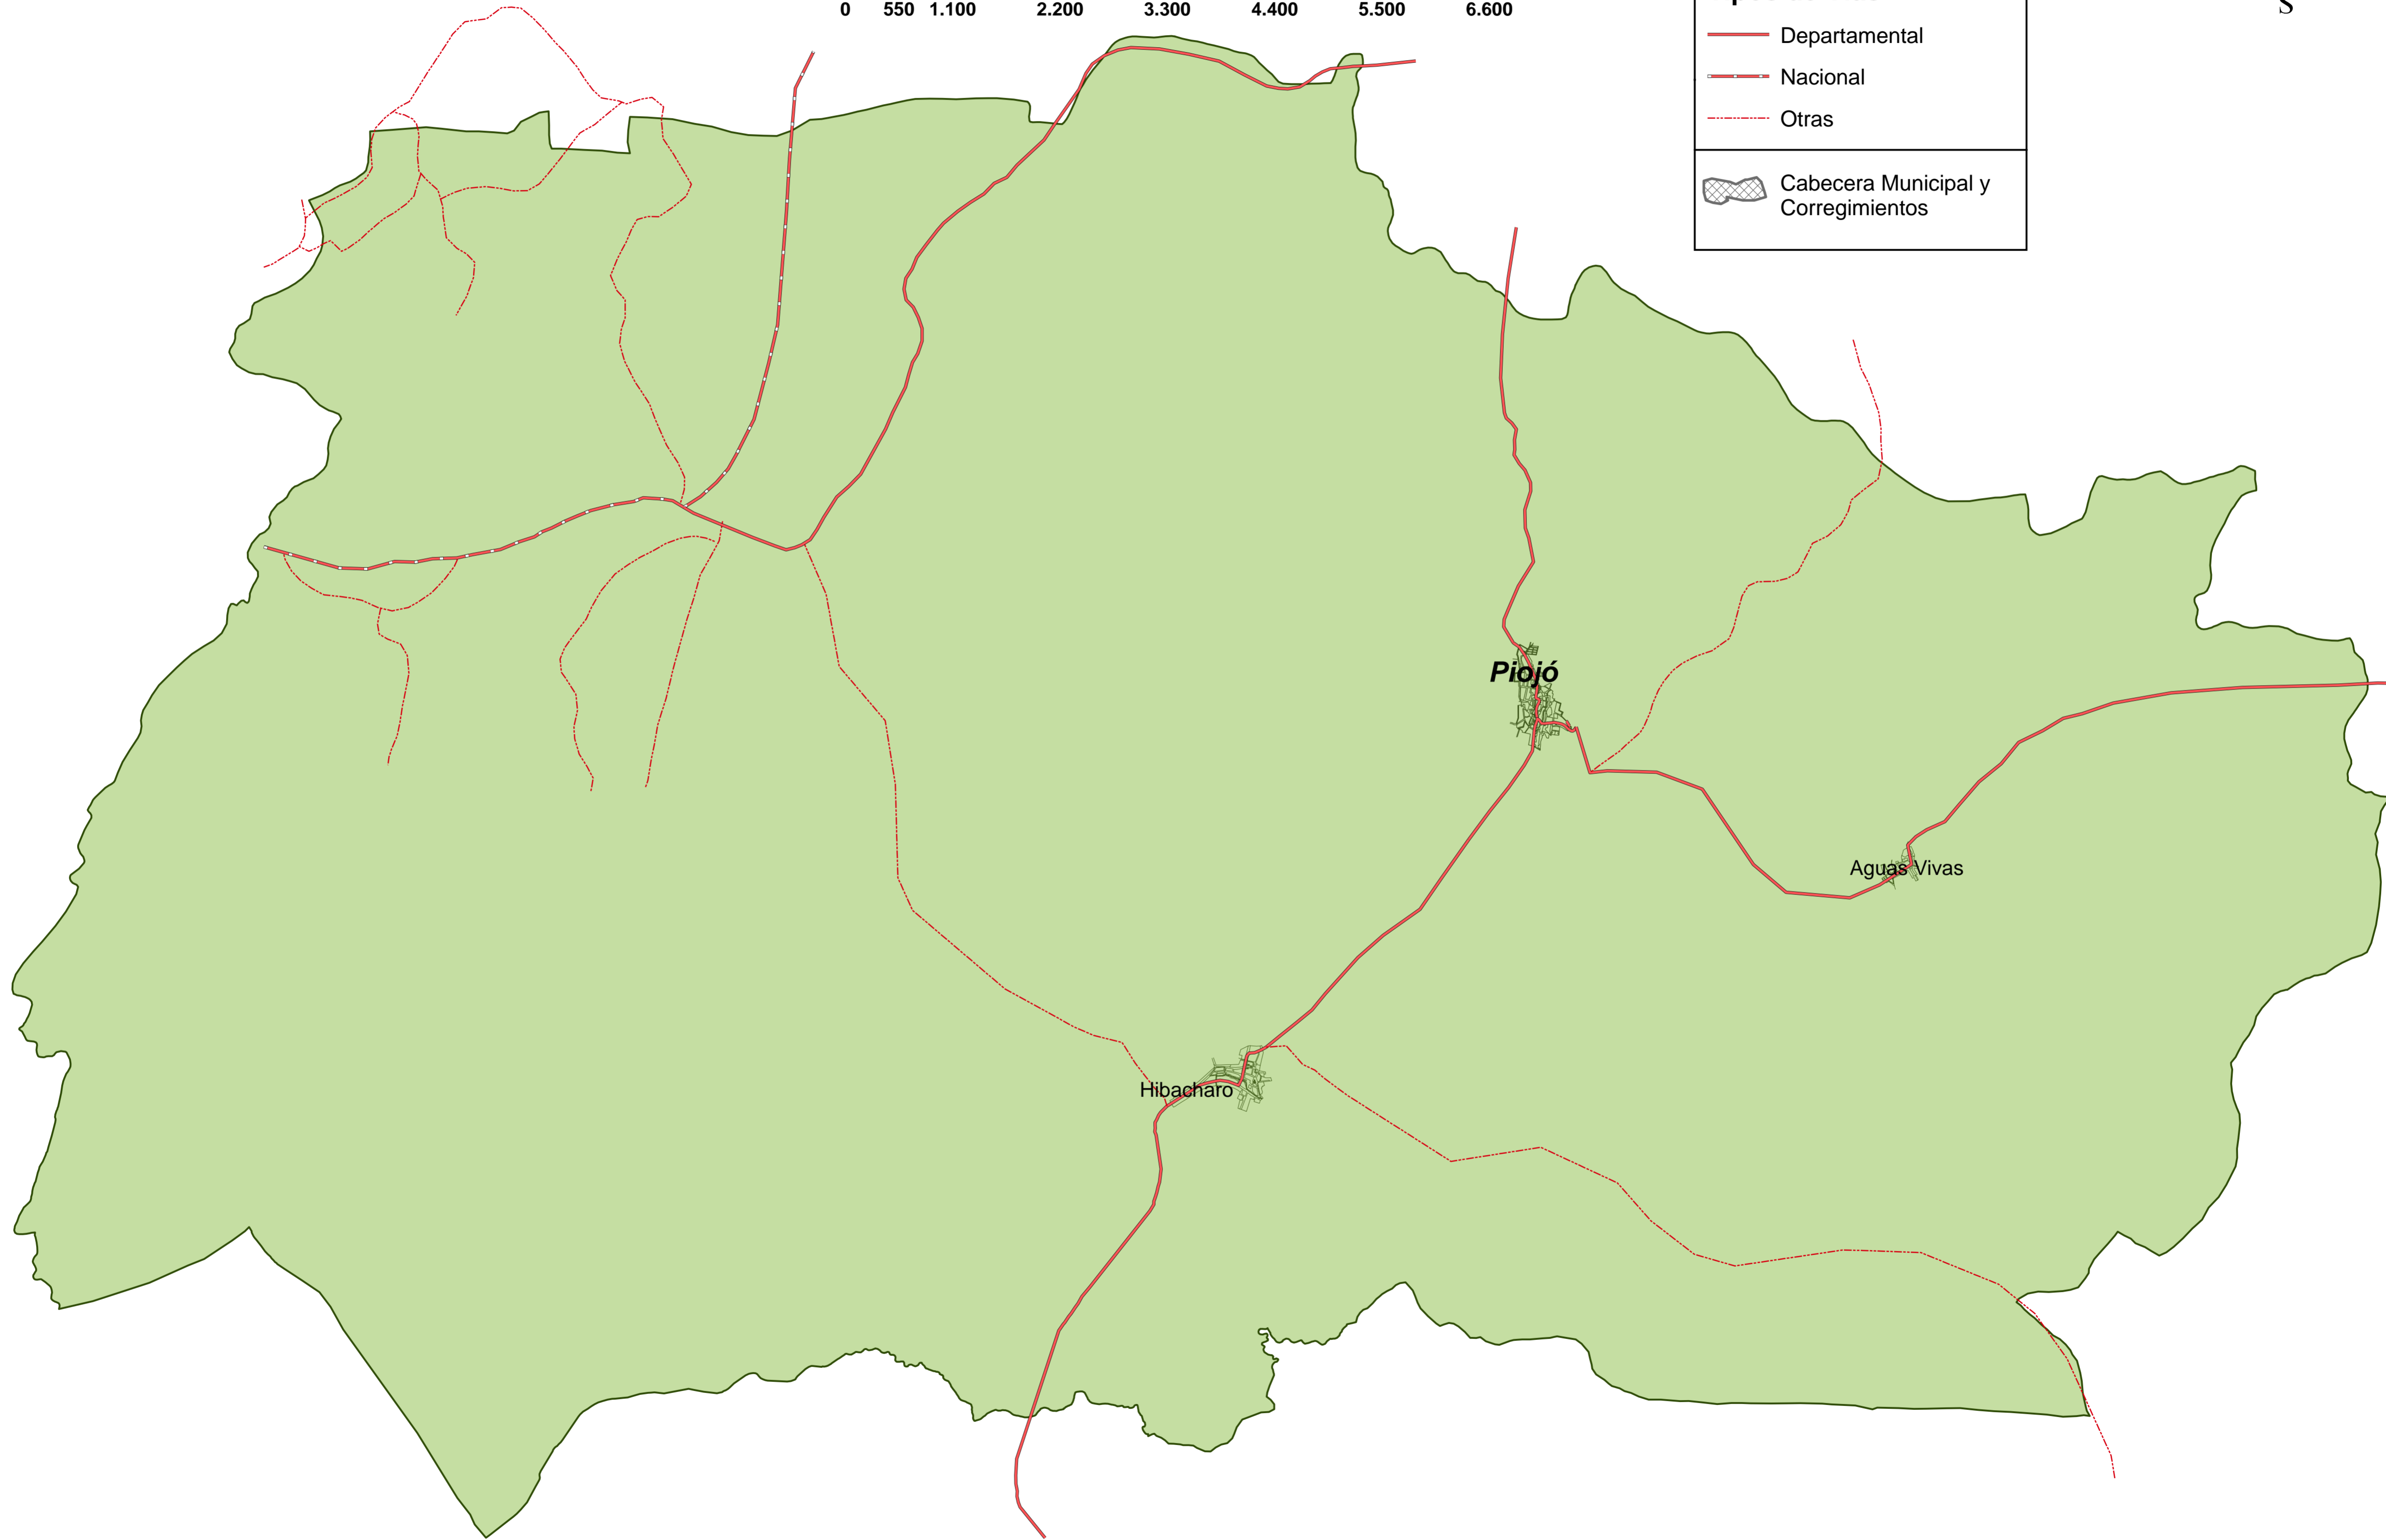 0 550 1.100 2.200 3.300 4.400 5.500 6.600
S
Departamental
Nacional
Otras
Cabecera Municipal y
Corregimientos
Piojó
Aguas Vivas
Hibacharo